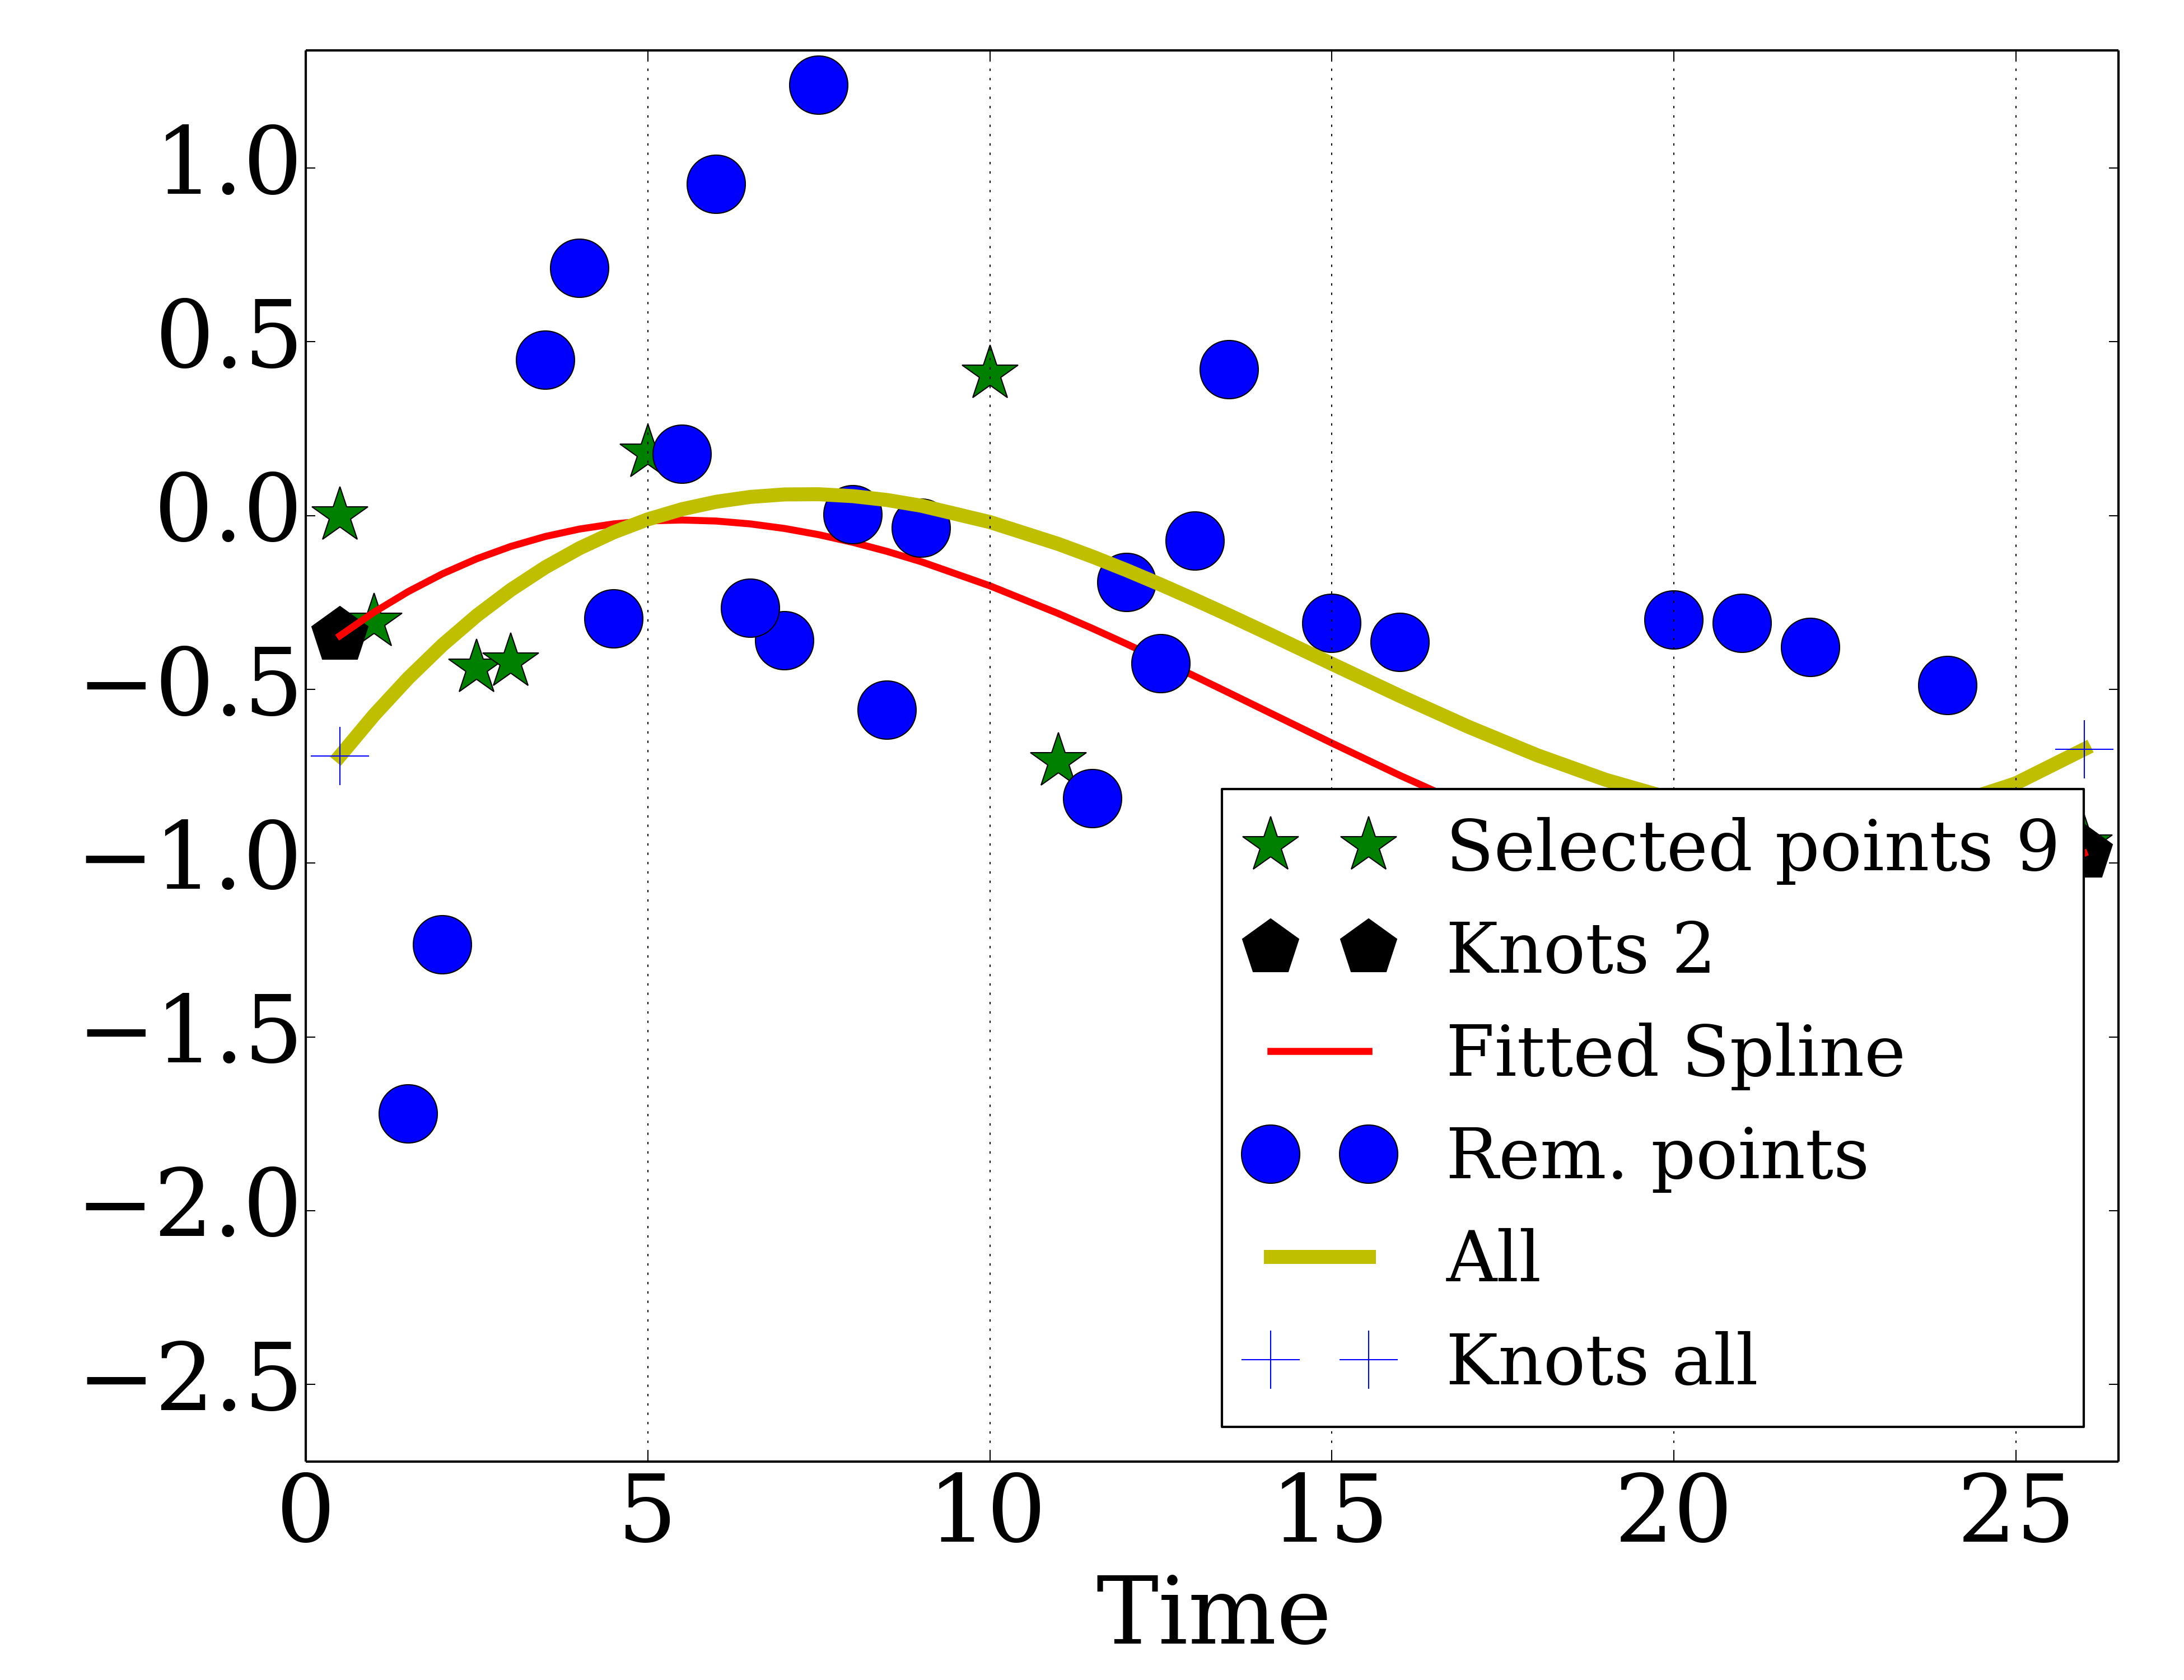 1.0
0.5
0.0
−0.5
−1.0
−1.5
−2.0
−2.5
0 5 10 15 20 25
Time
Selected points 9
Knots 2
Fitted Spline
Rem. points
All
Knots all